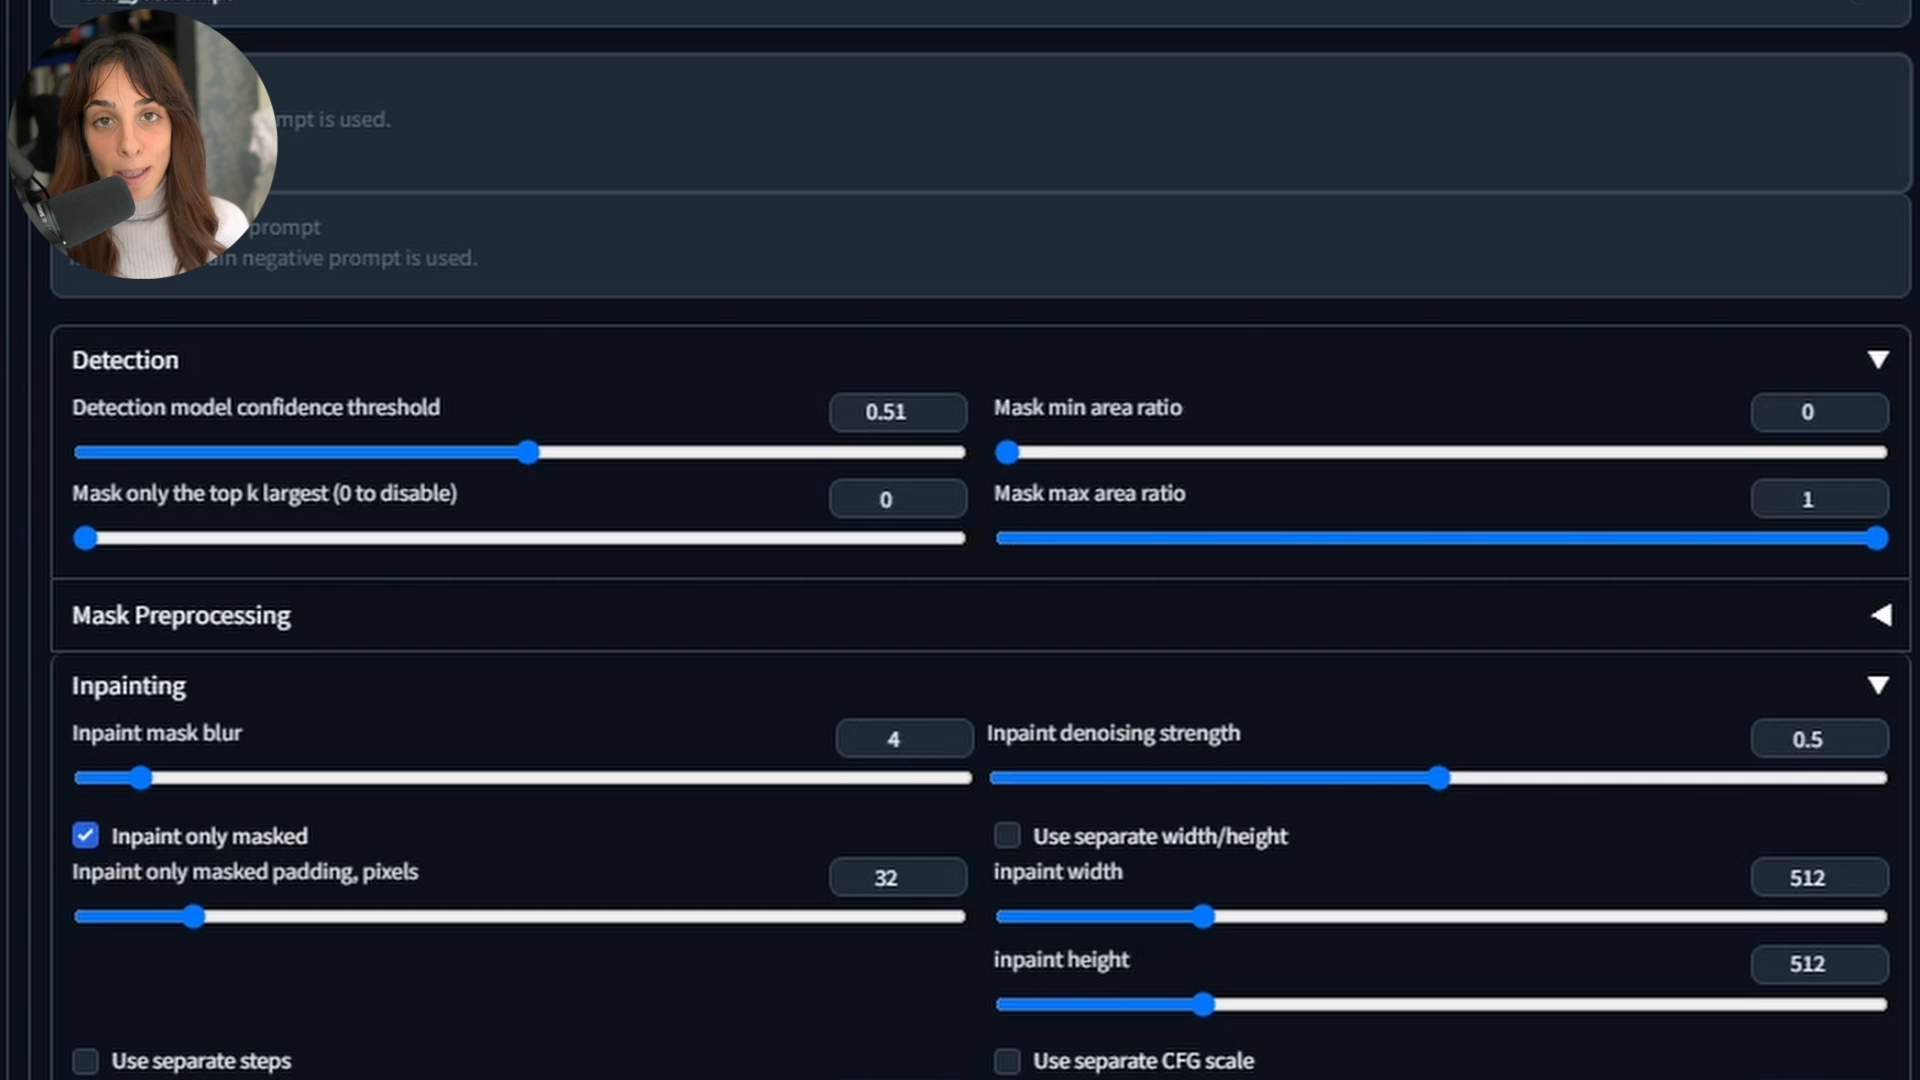 mpt is used.
prompt
in negative prompt is used.
Detection
Detection model confidence threshold
0.51
Mask min area ratio
0
Mask only the top k largest (0 to disable)
0
Mask max area ratio
1
Mask Preprocessing
Inpainting
Inpaint mask blur
4
Inpaint denoising strength
0.5
Inpaint only masked
Use separate width/height
Inpaint only masked padding, pixels
32
inpaint width
512
inpaint height
512
Use separate steps
Use separate CFG scale